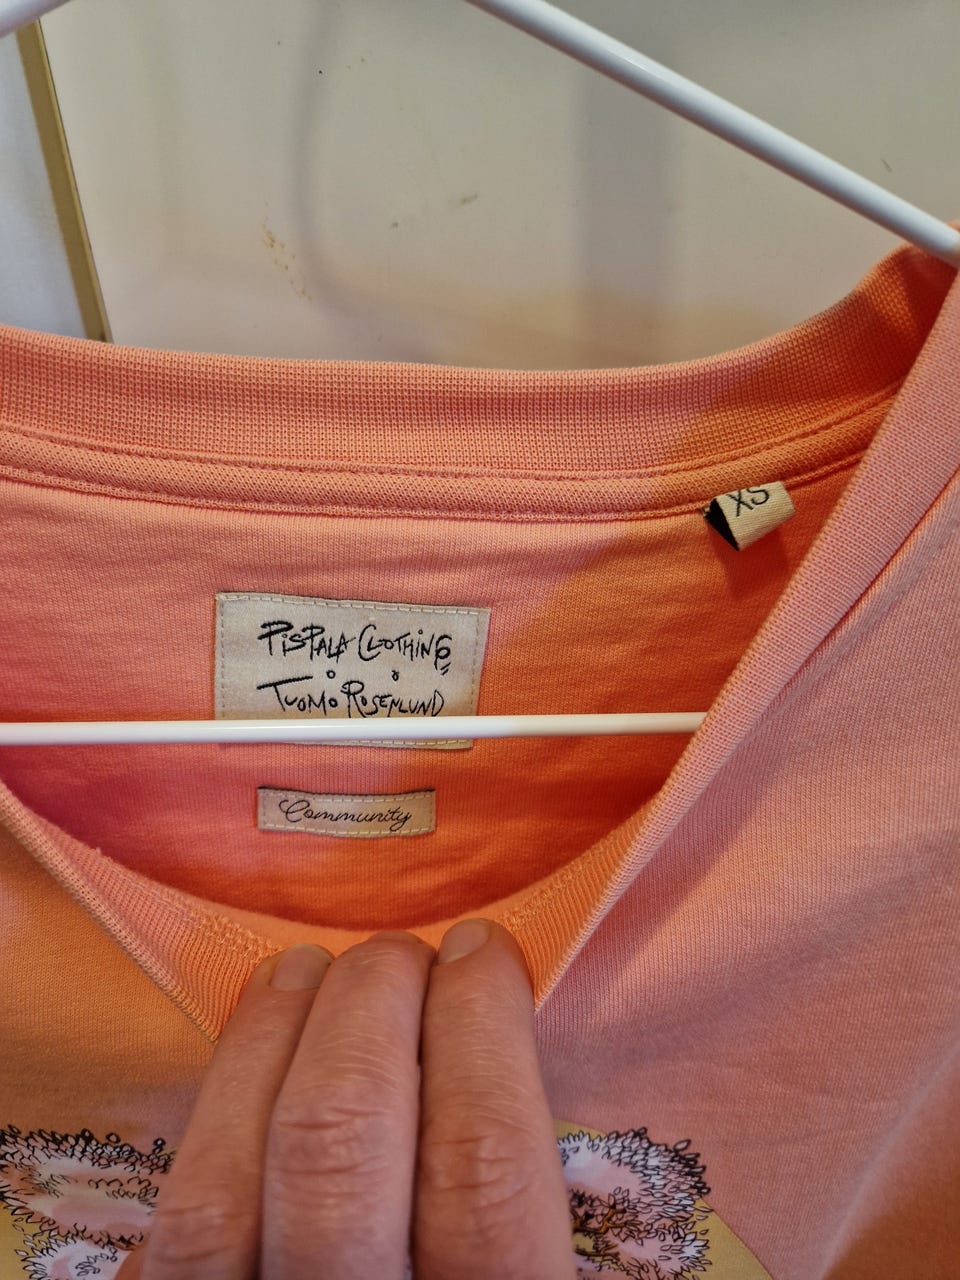 XS
PISPALA CLOTHING
TUOMO ROSENLUND
Community